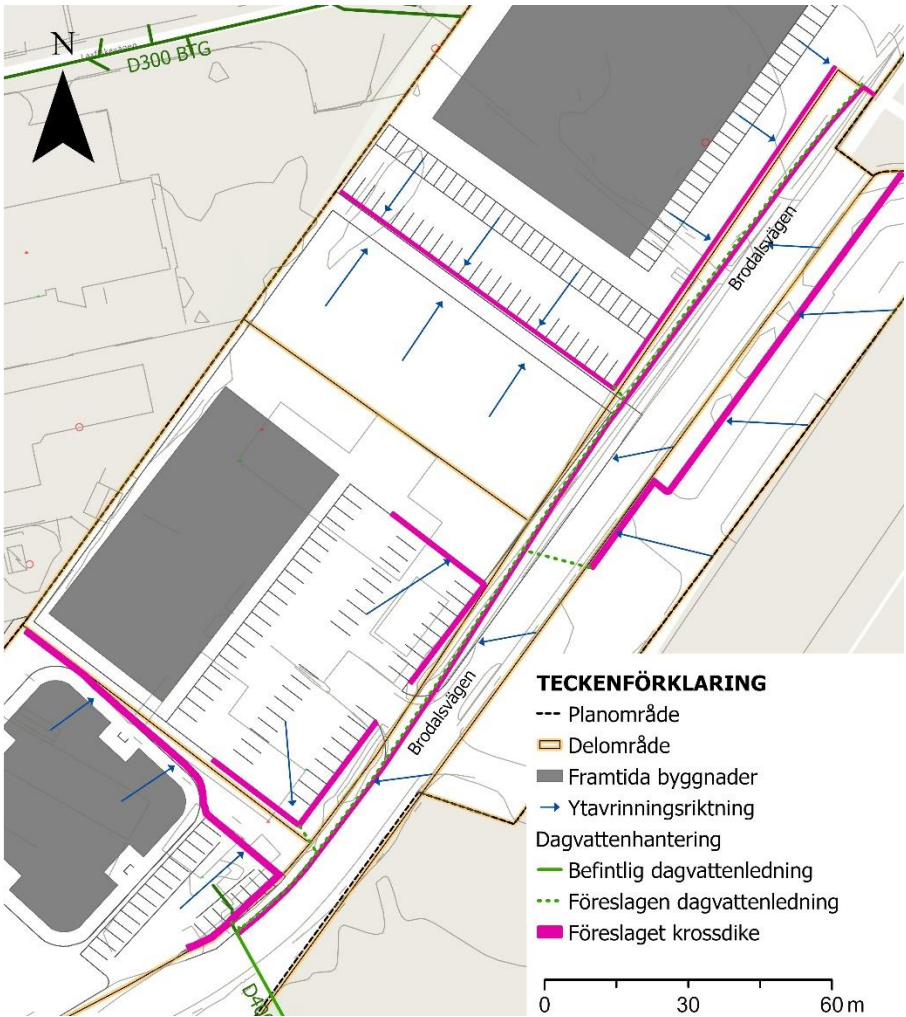 N
D300 BTG
Brodalsvägen
Brodalsvägen
TECKENFÖRKLARING
Planområde
Delområde
Framtida byggnader
Ytavrinningsriktning
Dagvattenhantering
Befintlig dagvattenledning
Föreslagen dagvattenledning
Föreslaget krossdike
0 30 60 m